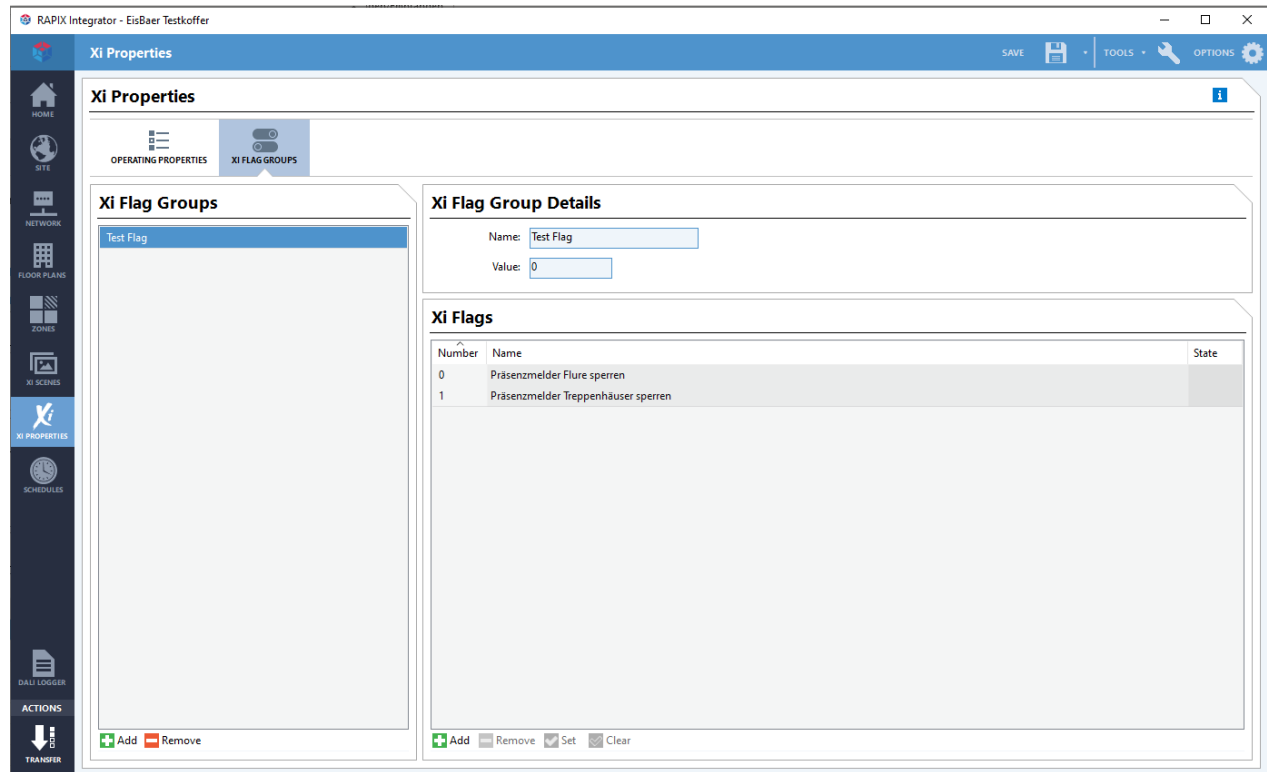 RAPIX Integrator - EisBaer Testkoffer
Xi Properties
SAVE
TOOLS
OPTIONS
HOME
SITE
NETWORK
FLOOR PLANS
ZONES
XI SCENES
XI PROPERTIES
SCHEDULES
DALI LOGGER
ACTIONS
TRANSFER
Xi Properties
i
OPERATING PROPERTIES
XI FLAG GROUPS
Xi Flag Groups
Test Flag
Add
Remove
Xi Flag Group Details
Name: Test Flag
Value: 0
Xi Flags
Number Name State
0 Präsenzmelder Flure sperren
1 Präsenzmelder Treppenhäuser sperren
Add Remove Set Clear